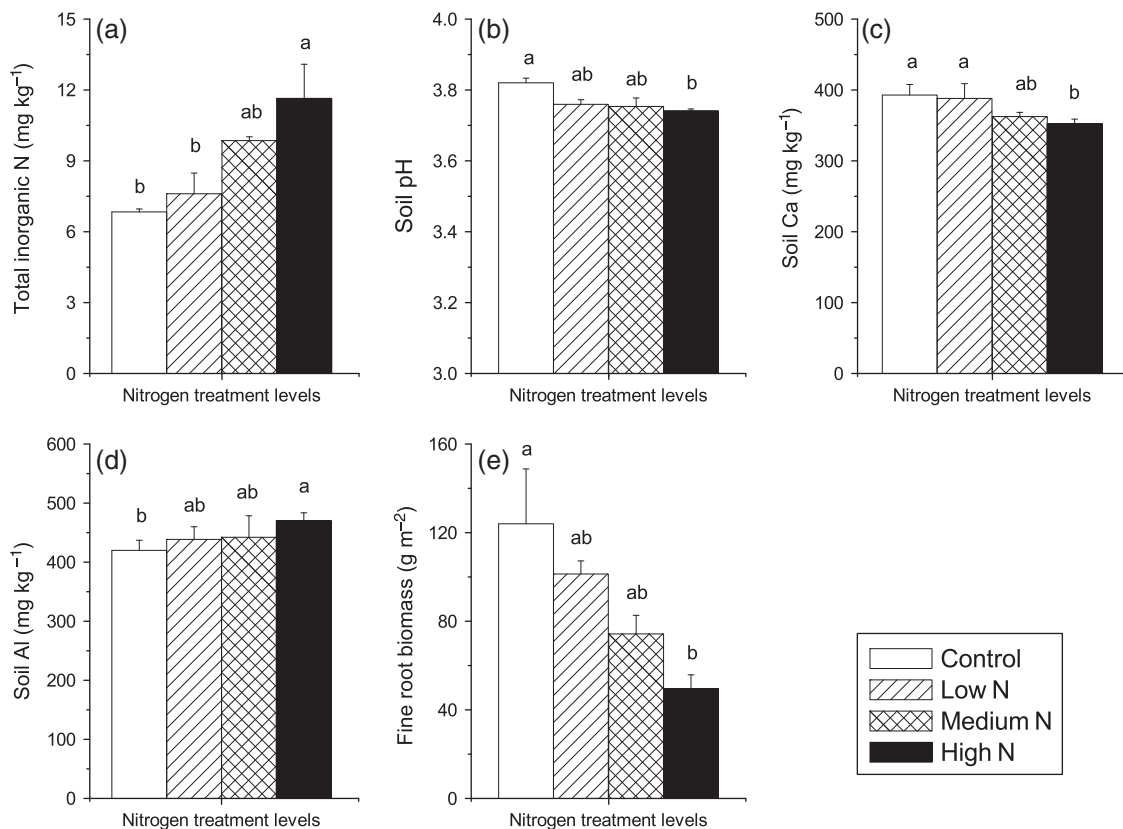 (a)
Total inorganic N (mg kg⁻¹)
15
12
9
6
3
0
b
b
ab
a
Nitrogen treatment levels
(b)
Soil pH
4.0
3.8
3.6
3.4
3.2
3.0
a
ab
ab
b
Nitrogen treatment levels
(c)
Soil Ca (mg kg⁻¹)
500
400
300
200
100
0
a
a
ab
b
Nitrogen treatment levels
(d)
Soil Al (mg kg⁻¹)
600
500
400
300
200
100
0
b
ab
ab
a
Nitrogen treatment levels
(e)
Fine root biomass (g m⁻²)
160
120
80
40
0
a
ab
ab
b
Nitrogen treatment levels
Control
Low N
Medium N
High N